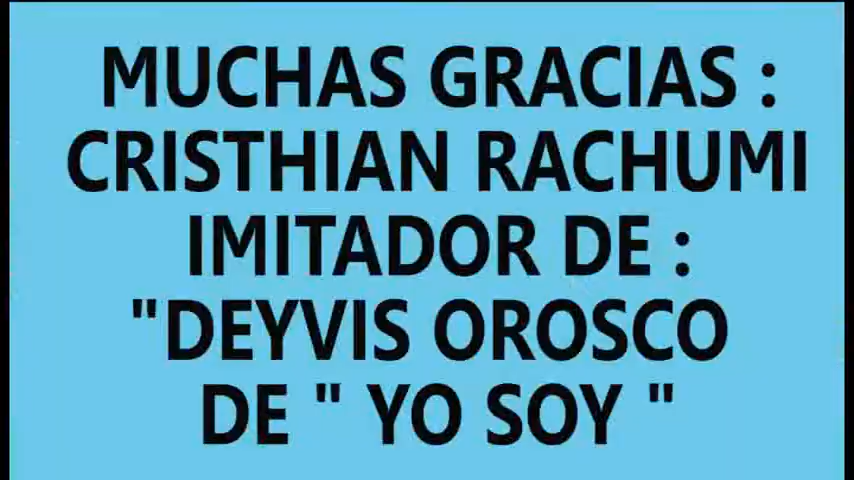 MUCHAS GRACIAS :
CRISTHIAN RACHUMI
IMITADOR DE :
"DEYVIS OROSCO
DE " YO SOY "